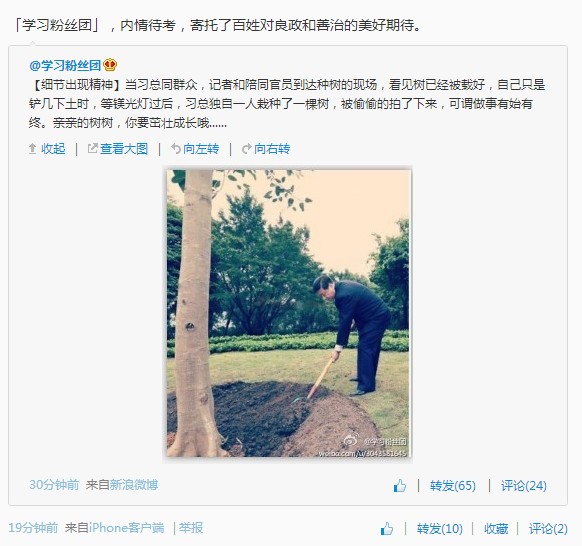 「学习粉丝团」，内情待考，寄托了百姓对良政和善治的美好期待。
@学习粉丝团
【细节出现精神】当习总同群众，记者和陪同官员到达种树的现场，看见树已经被栽好，自己只是
铲几下土时，等镁光灯过后，习总独自一人栽种了一棵树，被偷偷的拍了下来，可谓做事有始有
终。亲亲的树树，你要茁壮成长哦......
收起 | 查看大图 | 向左转 | 向右转
@学习粉丝团
weibo.com/u/3043581645
30分钟前 来自新浪微博 | 转发(65) | 评论(24)
19分钟前 来自iPhone客户端 | 举报 | 转发(10) | 收藏 | 评论(2)